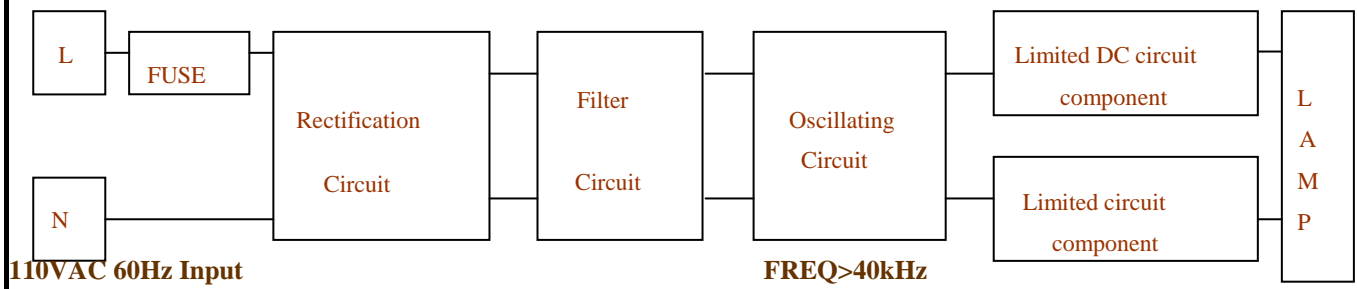 L
FUSE
N
Rectification
Circuit
Filter
Circuit
Oscillating
Circuit
Limited DC circuit
component
Limited circuit
component
L
A
M
P
110VAC 60Hz Input
FREQ>40kHz